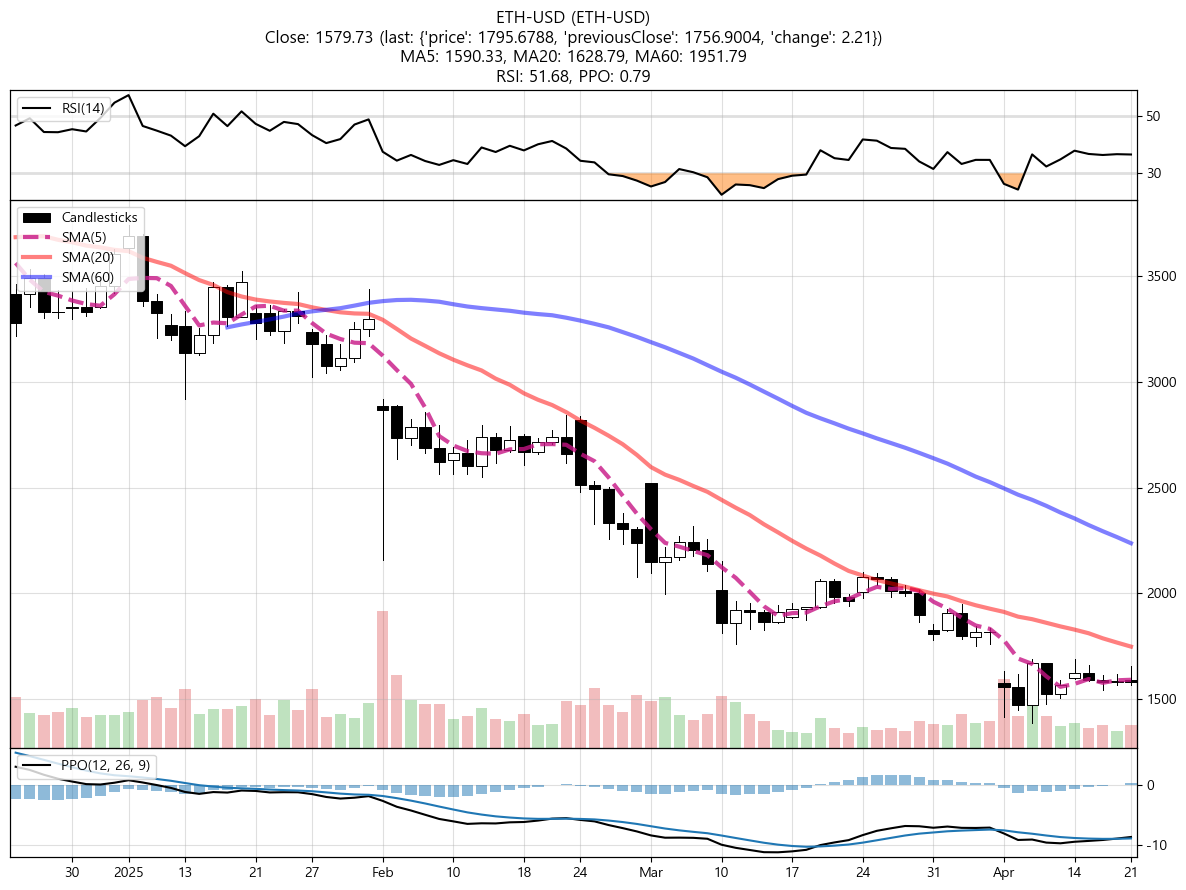 ETH-USD (ETH-USD)
Close: 1579.73 (last: {'price': 1795.6788, 'previousClose': 1756.9004, 'change': 2.21})
MA5: 1590.33, MA20: 1628.79, MA60: 1951.79
RSI: 51.68, PPO: 0.79
RSI(14)
50
30
Candlesticks
SMA(5)
SMA(20)
SMA(60)
3500
3000
2500
2000
1500
PPO(12, 26, 9)
0
-10
30 2025 13 21 27 Feb 10 18 24 Mar 10 17 24 31 Apr 14 21